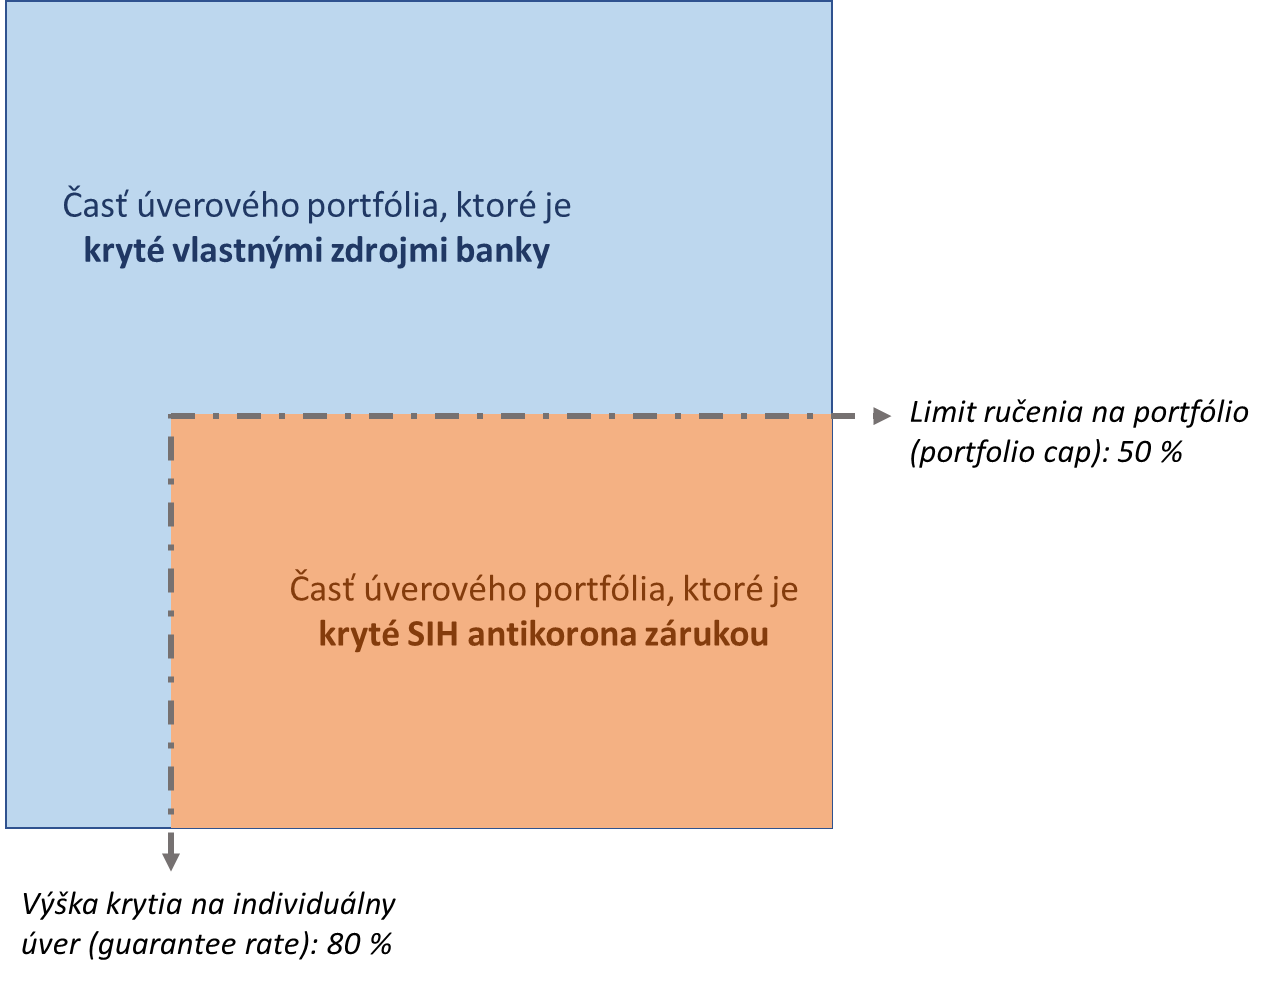 Časť úverového portfólia, ktoré je
kryté vlastnými zdrojmi banky
Limit ručenia na portfólio
(portfolio cap): 50 %
Časť úverového portfólia, ktoré je
kryté SIH antikorona zárukou
Výška krytia na individuálny
úver (guarantee rate): 80 %